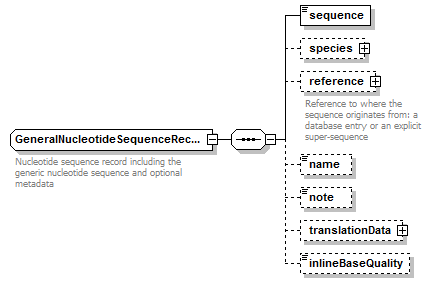 sequence
species
reference
Reference to where the
sequence originates from: a
database entry or an explicit
super-sequence
GeneralNucleotideSequenceRec...
Nucleotide sequence record including the
generic nucleotide sequence and optional
metadata
name
note
translationData
inlineBaseQuality